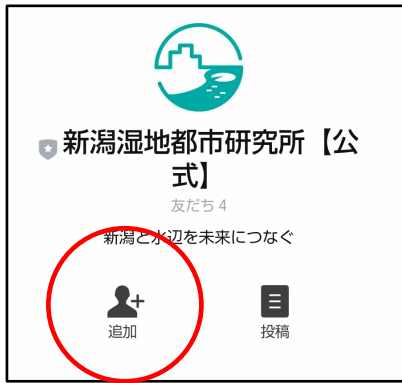 新潟湿地都市研究所【公
式】
友だち 4
新潟と水辺を未来につなぐ
追加
投稿